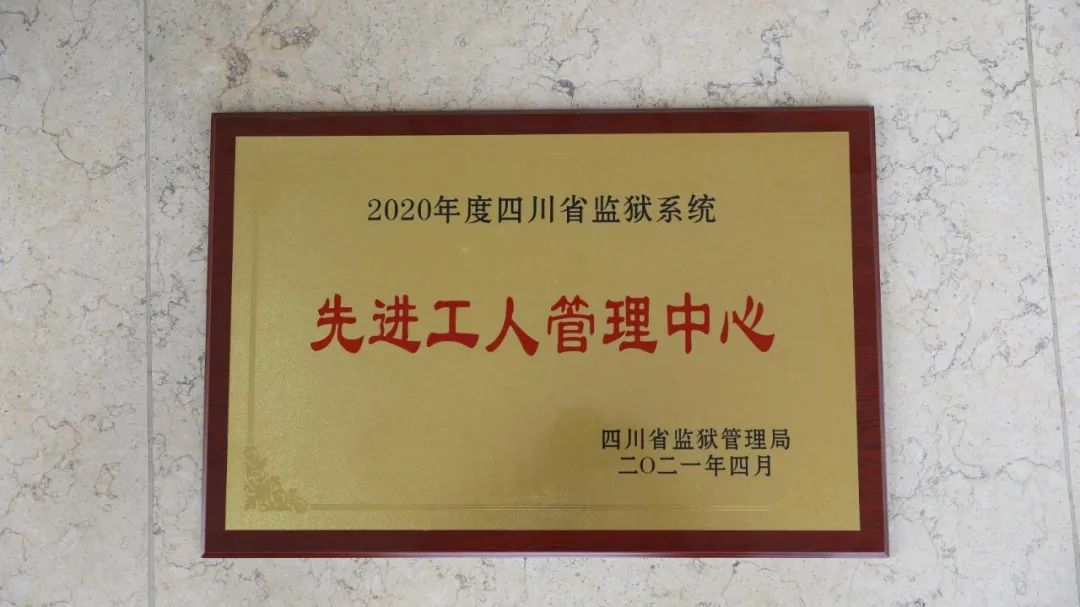 2020年度四川省监狱系统
先进工人管理中心
四川省监狱管理局
二〇二一年四月